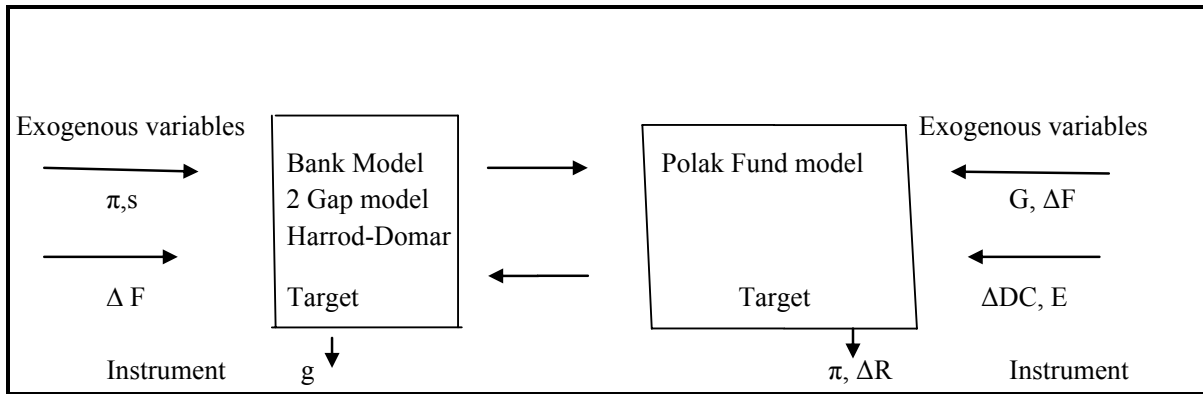 Exogenous variables
π,s
Δ F
Instrument
Bank Model
2 Gap model
Harrod-Domar
Target
g
Polak Fund model
Target
π, ΔR
Exogenous variables
G, ΔF
ΔDC, E
Instrument